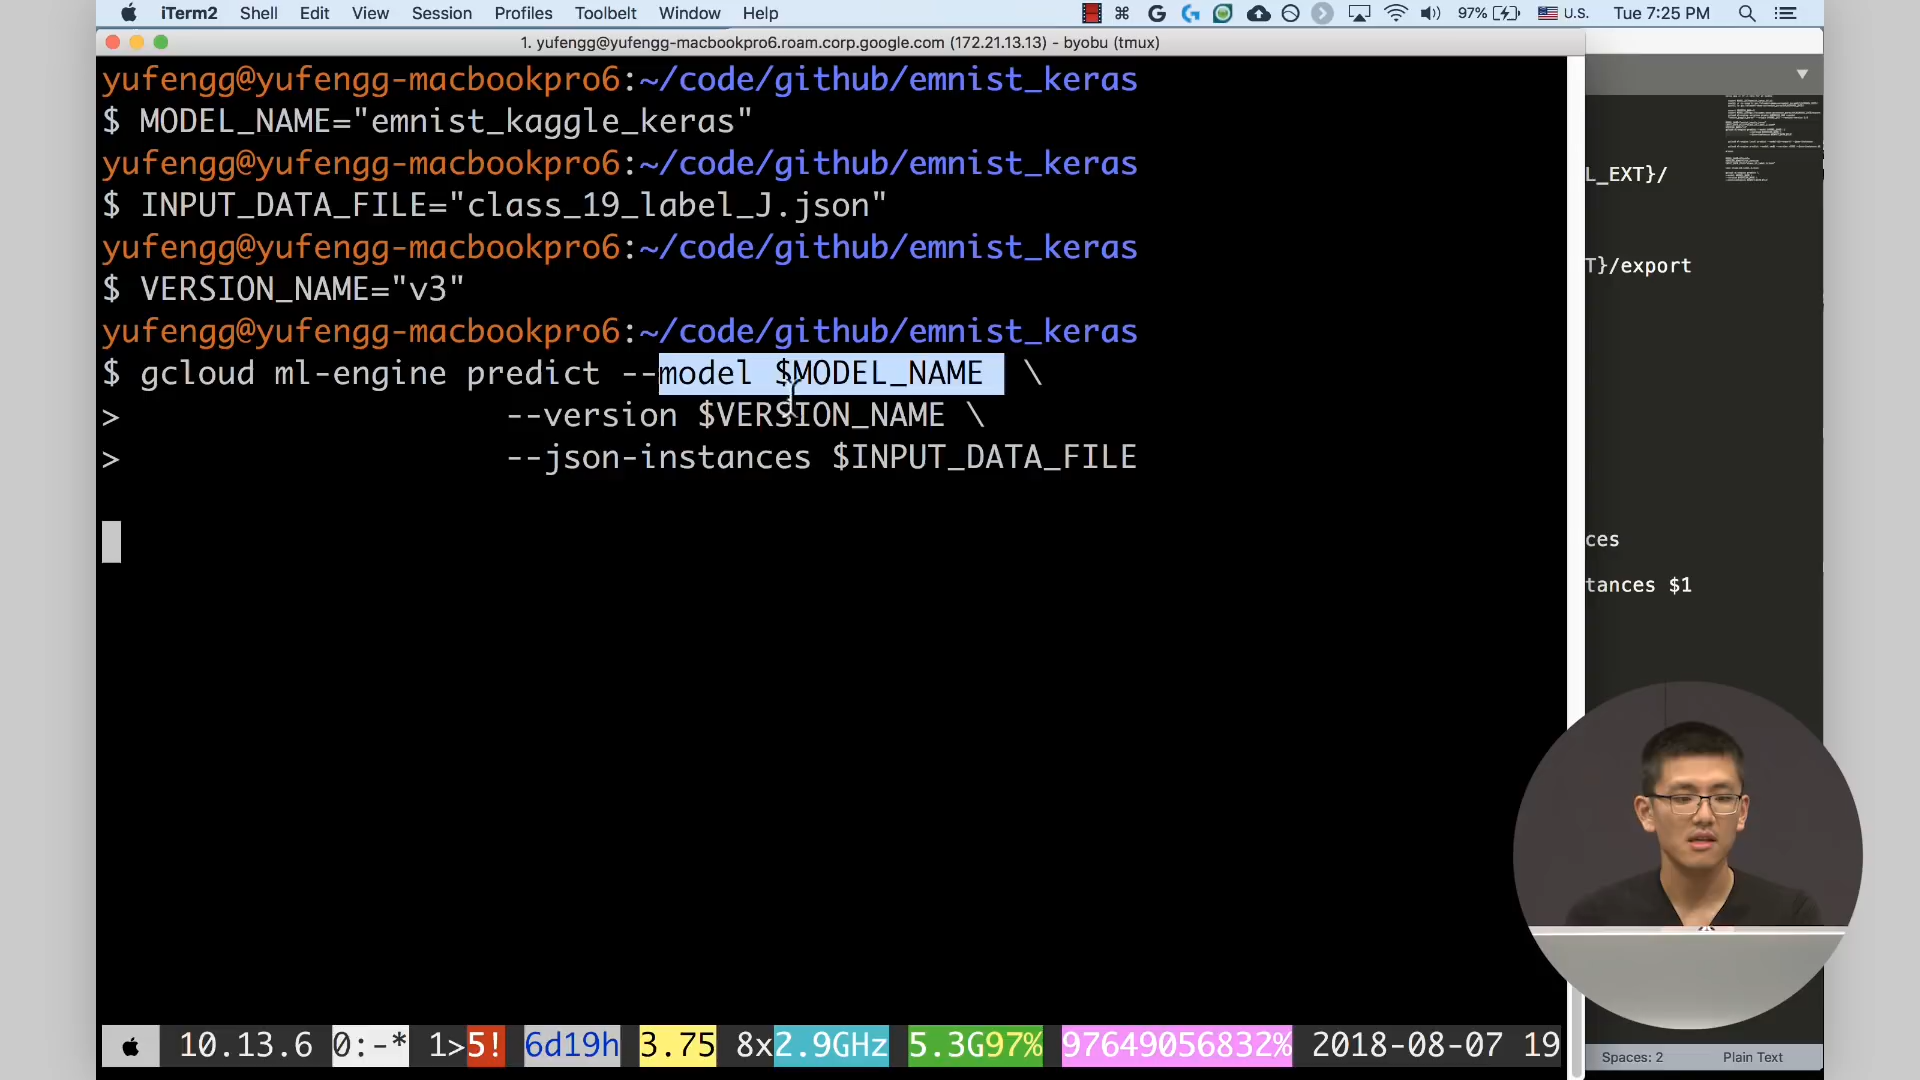 iTerm2 Shell Edit View Session Profiles Toolbelt Window Help 97% U.S. Tue 7:25 PM
1. yufengg@yufengg-macbookpro6.roam.corp.google.com (172.21.13.13) - byobu (tmux)
yufengg@yufengg-macbookpro6:~/code/github/emnist_keras
$ MODEL_NAME="emnist_kaggle_keras"
yufengg@yufengg-macbookpro6:~/code/github/emnist_keras
$ INPUT_DATA_FILE="class_19_label_J.json"
yufengg@yufengg-macbookpro6:~/code/github/emnist_keras
$ VERSION_NAME="v3"
yufengg@yufengg-macbookpro6:~/code/github/emnist_keras
$ gcloud ml-engine predict --model $MODEL_NAME \
> --version $VERSION_NAME \
> --json-instances $INPUT_DATA_FILE
L_EXT}/
T}/export
ces
tances $1
10.13.6 0:-* 1>5! 6d19h 3.75 8x2.9GHz 5.3G97% 97649056832% 2018-08-07 19
Spaces: 2 Plain Text